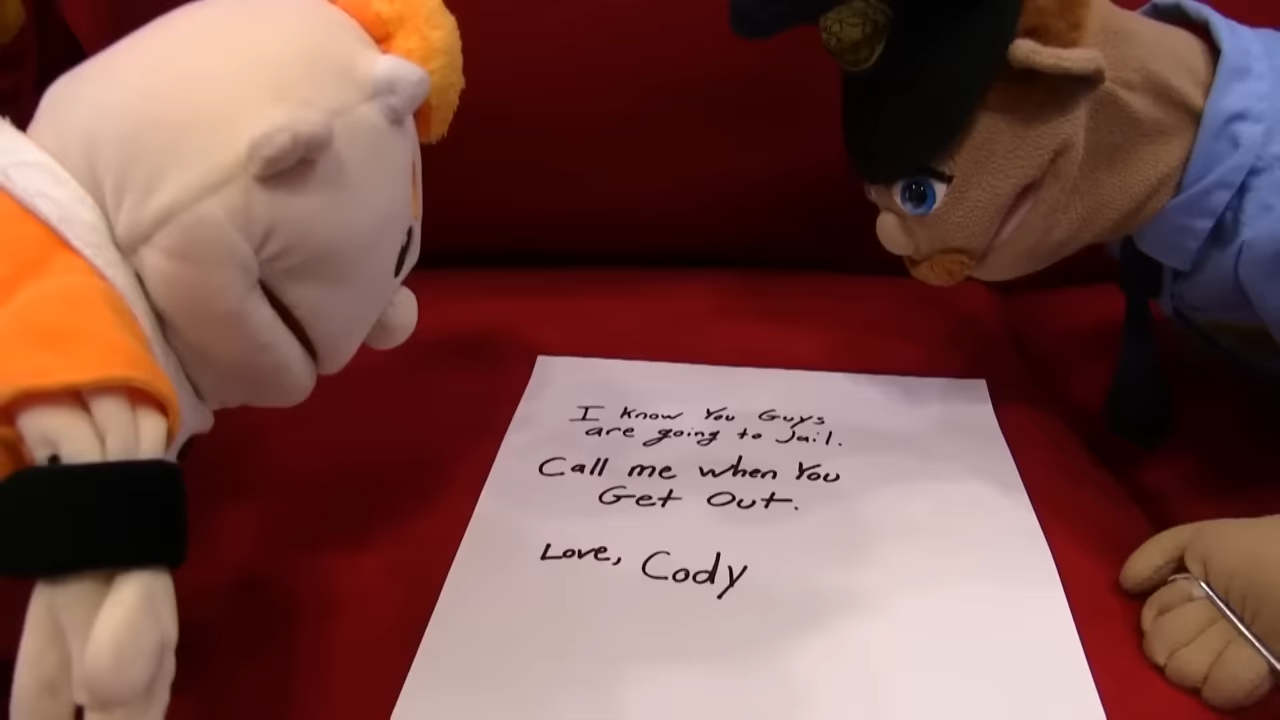 I know You Guys
are going to Jail.
Call me when You
Get Out.
Love, Cody